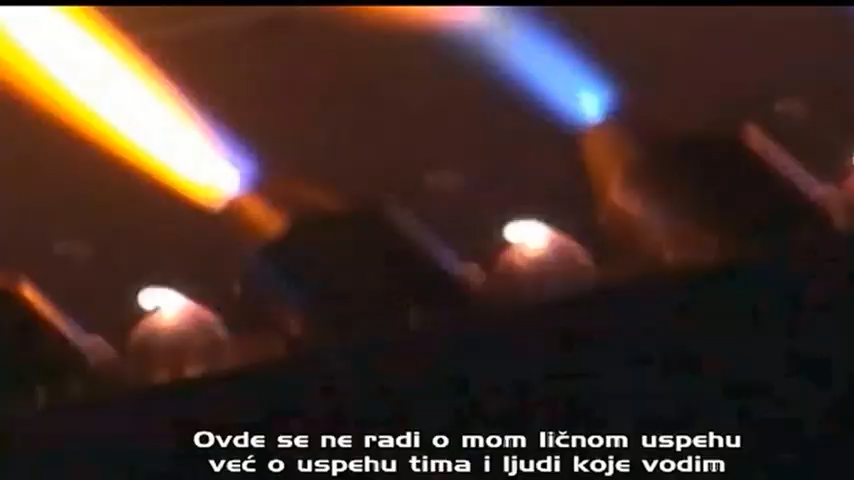 Ovde se ne radi o mom ličnom uspehu
već o uspehu tima i ljudi koje vodim